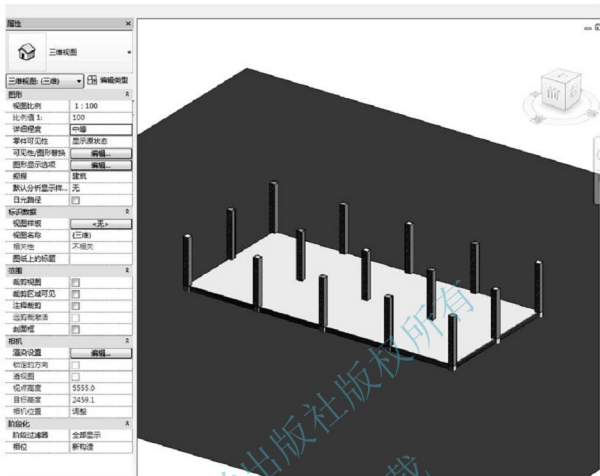 属性
三维视图
三维视图: (三维)
编辑类型
图形
视图比例 1 : 100
比例值 1: 100
详细程度 中等
零件可见性 显示原状态
可见性/图形替换 编辑...
图形显示选项 编辑...
规程 建筑
默认分析显示样... 无
日光路径
标识数据
视图样板 <无>
视图名称 (三维)
相关性 不相关
图纸上的标题
范围
裁剪视图
裁剪区域可见
注释裁剪
远剪裁激活
剖面框
相机
渲染设置 编辑...
锁定的方向
透视图
视点高度 5555.0
目标高度 2459.1
相机位置 调整
阶段化
阶段过滤器 全部显示
相位 新构造
出版社版权所有
载